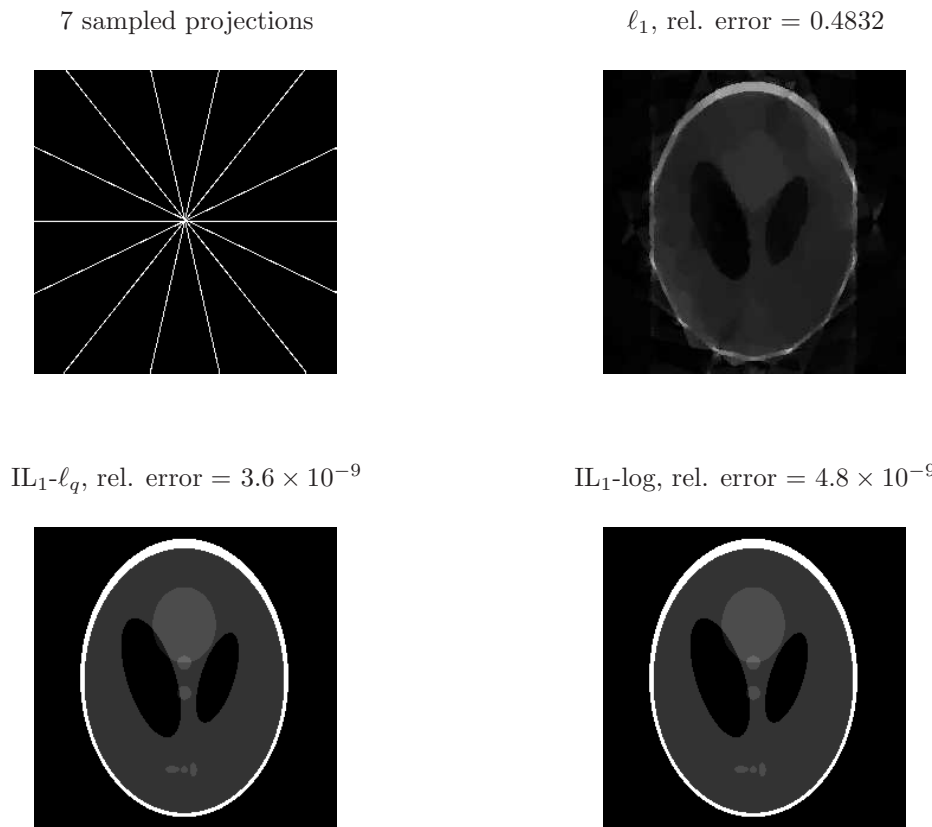 7 sampled projections
ℓ₁, rel. error = 0.4832
IL₁-ℓ_q, rel. error = 3.6 × 10⁻⁹
IL₁-log, rel. error = 4.8 × 10⁻⁹